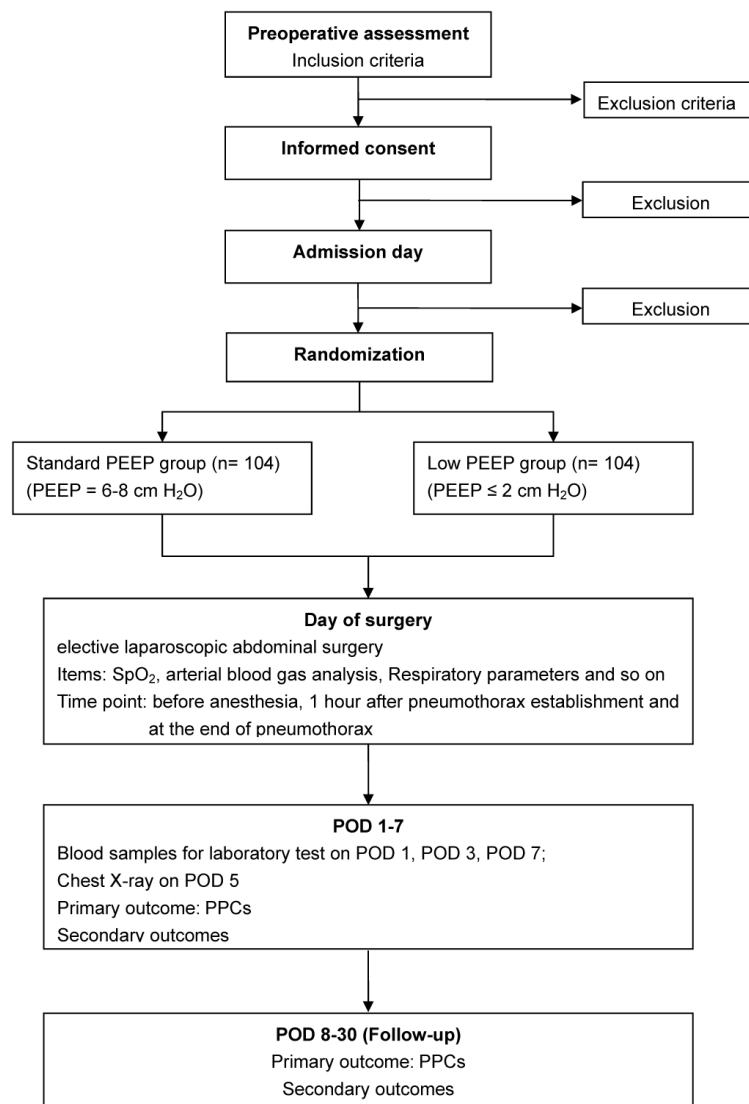 Preoperative assessment
Inclusion criteria
Exclusion criteria
Informed consent
Exclusion
Admission day
Exclusion
Randomization
Standard PEEP group (n= 104)
(PEEP = 6-8 cm H₂O)
Low PEEP group (n = 104)
(PEEP ≤ 2 cm H₂O)
Day of surgery
elective laparoscopic abdominal surgery
Items: SpO₂, arterial blood gas analysis, Respiratory parameters and so on
Time point: before anesthesia, 1 hour after pneumothorax establishment and
at the end of pneumothorax
POD 1-7
Blood samples for laboratory test on POD 1, POD 3, POD 7;
Chest X-ray on POD 5
Primary outcome: PPCs
Secondary outcomes
POD 8-30 (Follow-up)
Primary outcome: PPCs
Secondary outcomes